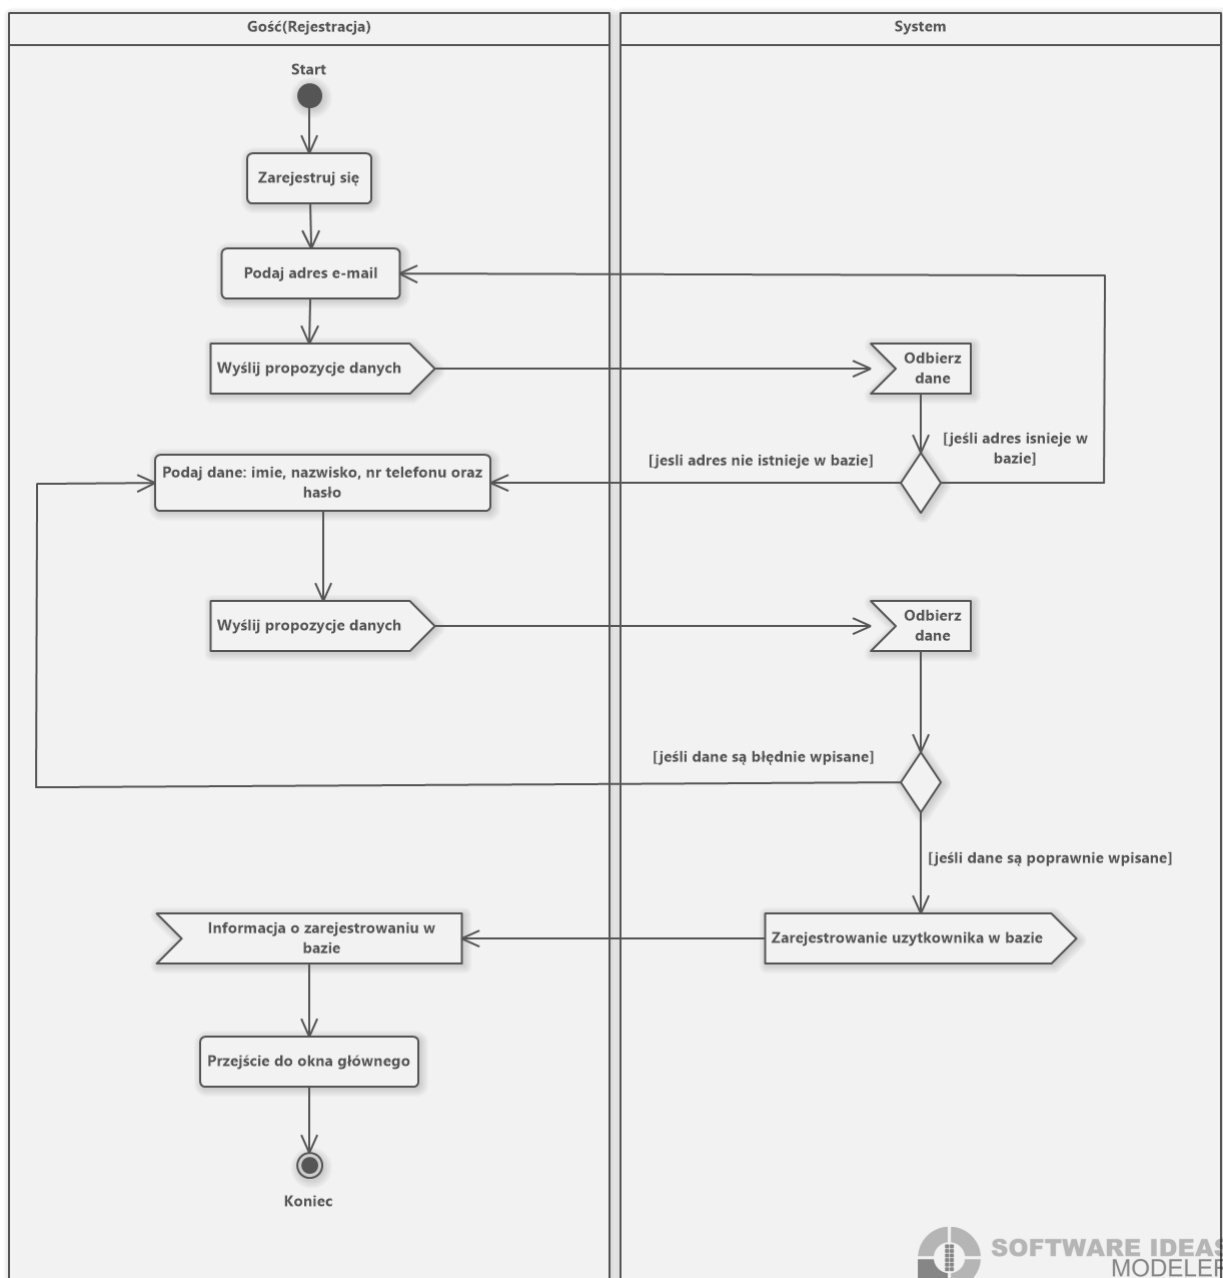 Gość(Rejestracja)
System
Start
Zarejestruj się
Podaj adres e-mail
Wyślij propozycje danych
Odbierz
dane
[jeśli adres isnieje w
bazie]
[jesli adres nie istnieje w bazie]
Podaj dane: imie, nazwisko, nr telefonu oraz
hasło
Wyślij propozycje danych
Odbierz
dane
[jeśli dane są błędnie wpisane]
[jeśli dane są poprawnie wpisane]
Informacja o zarejestrowaniu w
bazie
Zarejestrowanie uzytkownika w bazie
Przejście do okna głównego
Koniec
SOFTWARE IDEAS
MODELER